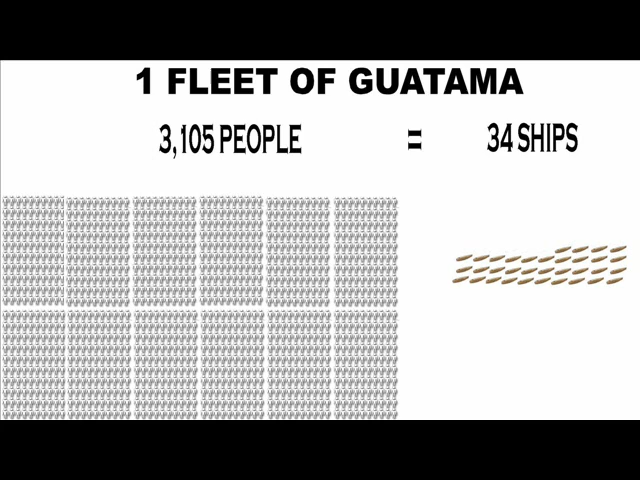 1 FLEET OF GUATAMA
3,105 PEOPLE = 34 SHIPS